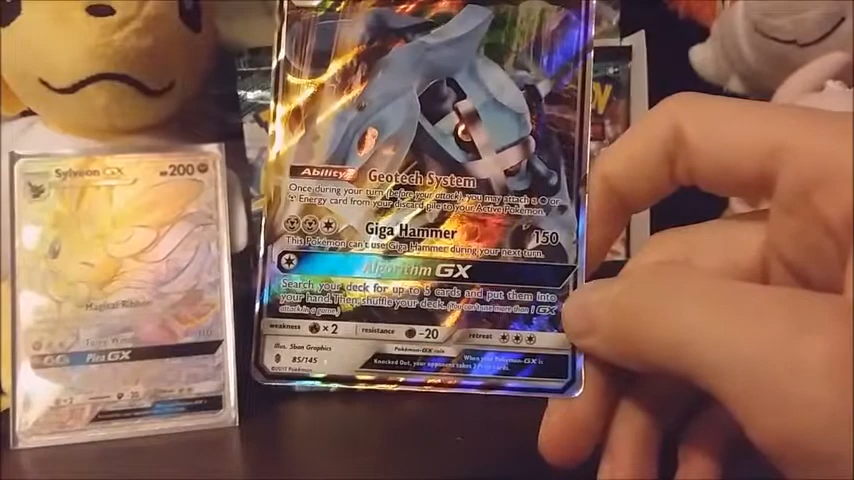 Sylveon GX 200
Magical Ribbon
110
Plea GX
Ability Geotech System
Once during your turn (before your attack), you may attach a or
Energy card from your discard pile to your Active Pokémon.
Giga Hammer 150
This Pokémon can't use Giga Hammer during your next turn.
Algorithm GX
Search your deck for up to 5 cards and put them into
your hand. Then, shuffle your deck.
weakness ×2 resistance -20 retreat
Illus. 5ban Graphics
85/145
©2017 Pokémon
Pokémon-GX rule
When your Pokémon-GX is
Knocked Out, your opponent takes 2 Prize cards.